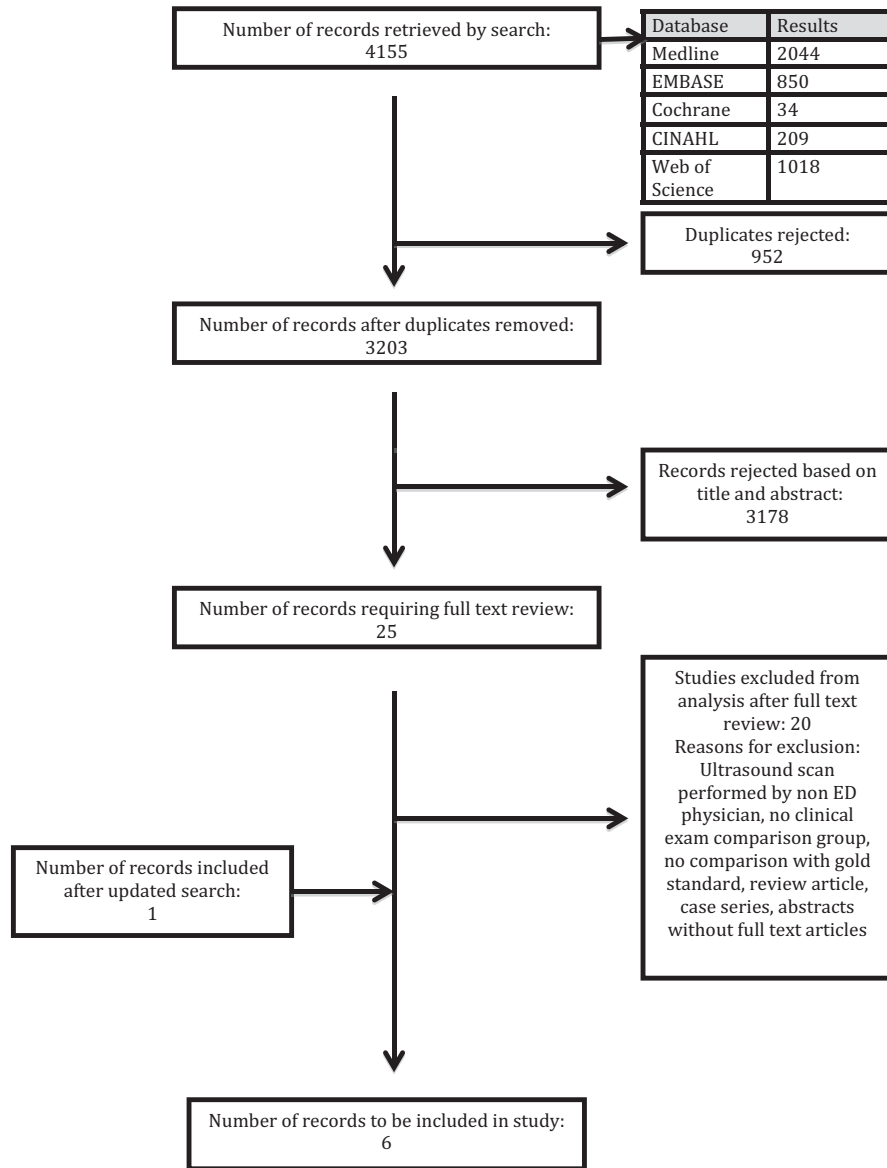 Number of records retrieved by search:
4155
Database Results
Medline 2044
EMBASE 850
Cochrane 34
CINAHL 209
Web of 1018
Science
Duplicates rejected:
952
Number of records after duplicates removed:
3203
Records rejected based on
title and abstract:
3178
Number of records requiring full text review:
25
Studies excluded from
analysis after full text
review: 20
Reasons for exclusion:
Ultrasound scan
performed by non ED
physician, no clinical
exam comparison group,
no comparison with gold
standard, review article,
case series, abstracts
without full text articles
Number of records included
after updated search:
1
Number of records to be included in study:
6